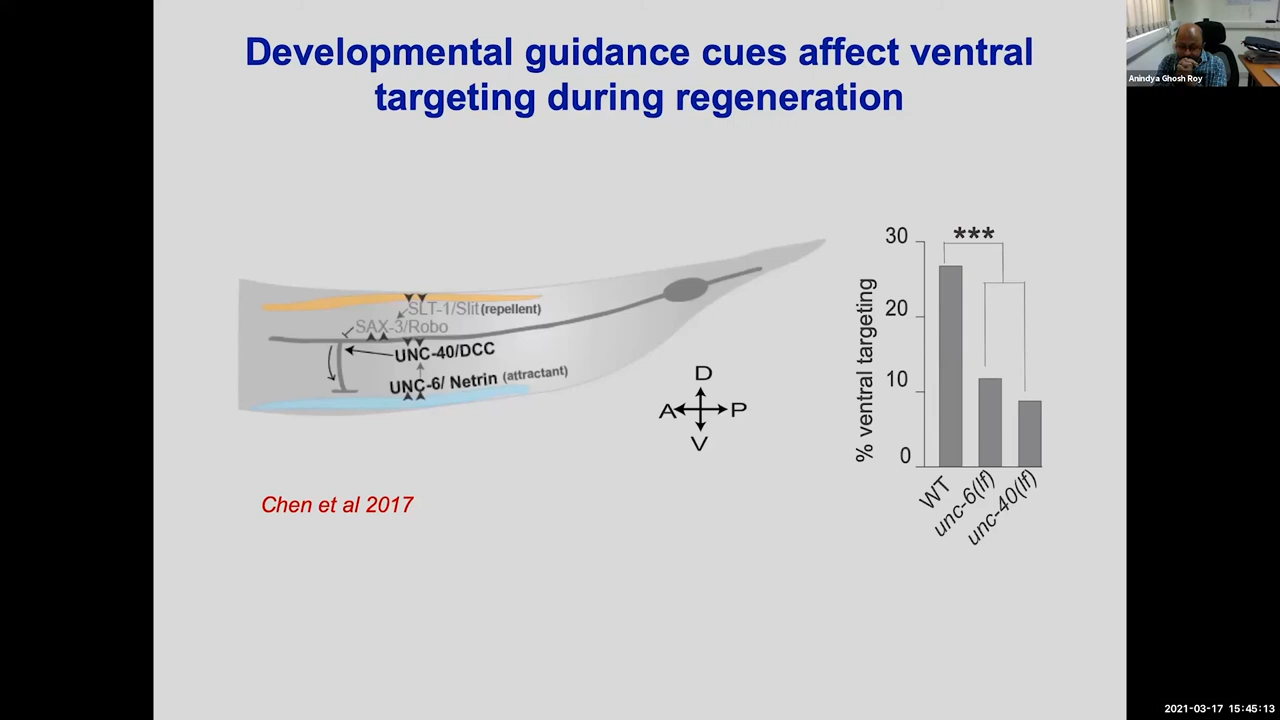 Developmental guidance cues affect ventral
targeting during regeneration
Anindya Ghosh Roy
SLT-1/Slit (repellent)
SAX-3/Robo
UNC-40/DCC
UNC-6/ Netrin (attractant)
D
A P
V
Chen et al 2017
% ventral targeting
30
20
10
0
***
WT
unc-6(lf)
unc-40(lf)
2021-03-17 15:45:13